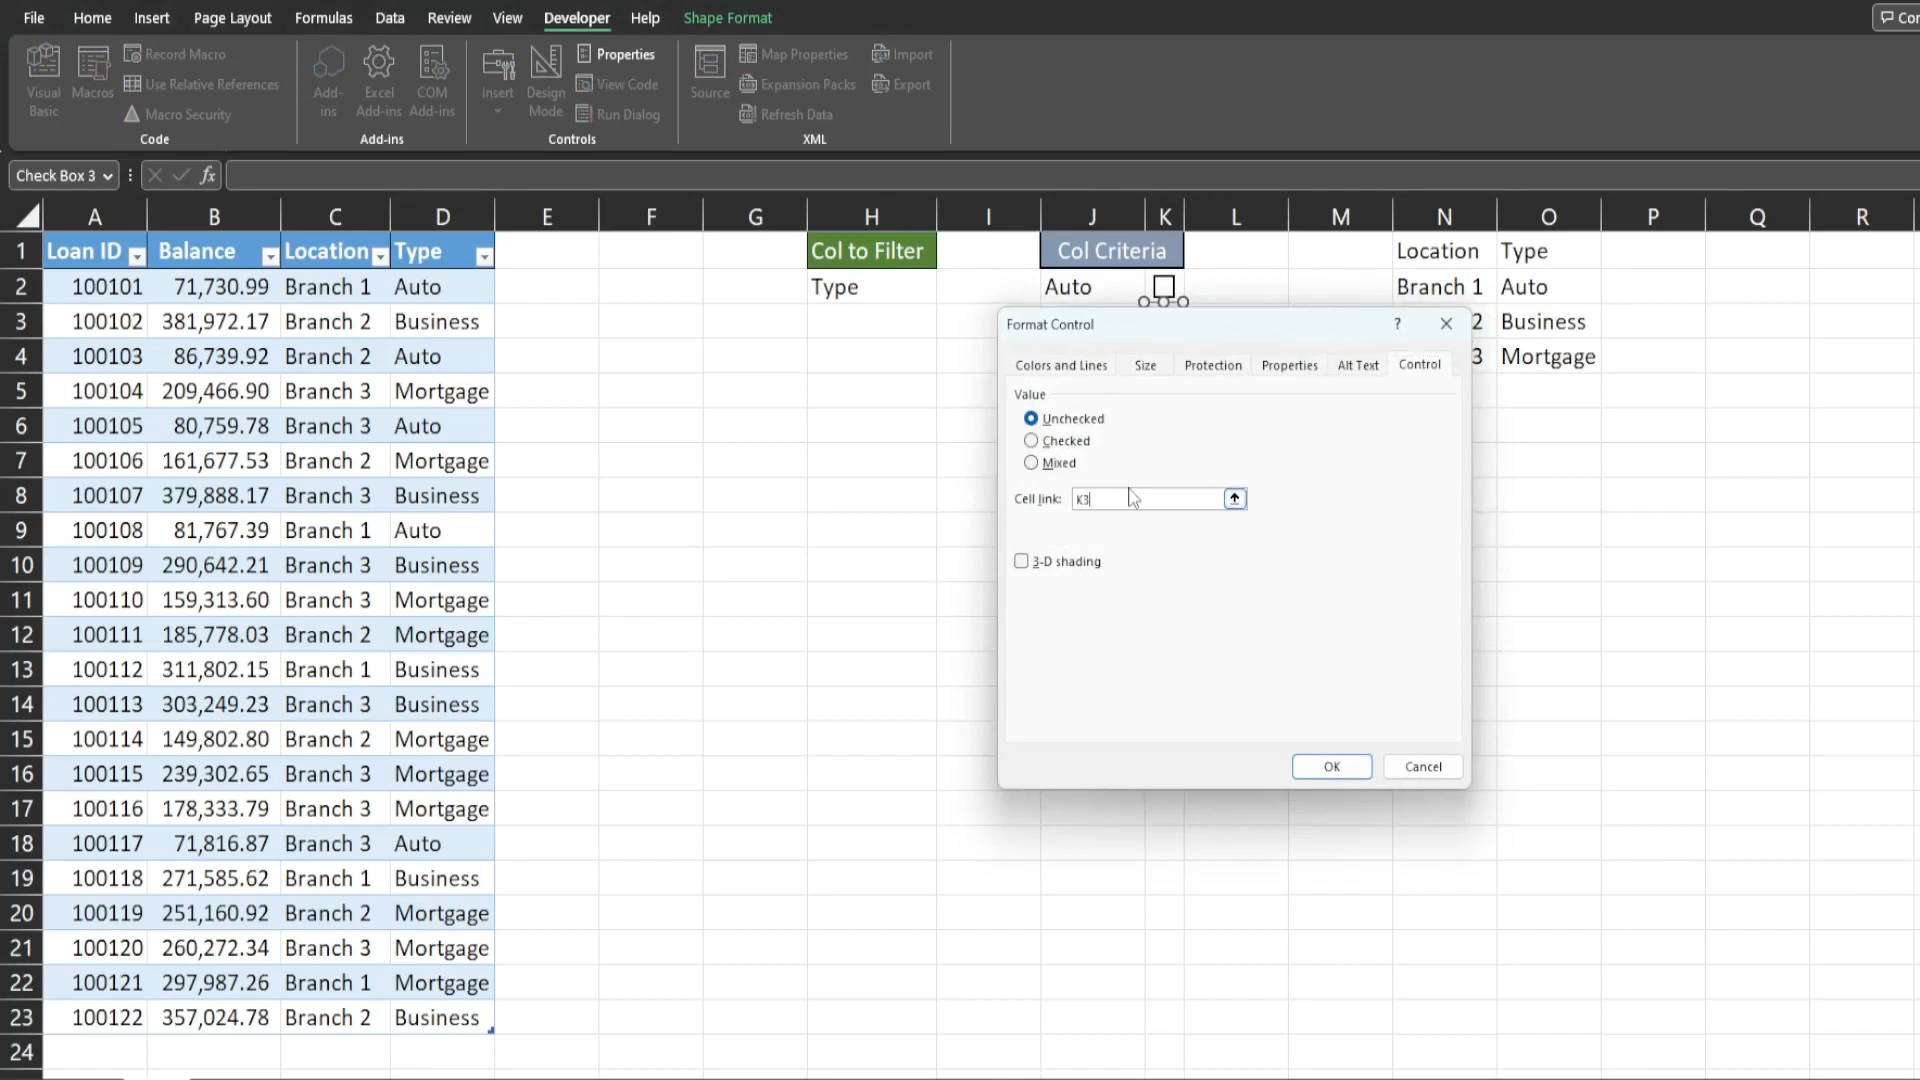 File Home Insert Page Layout Formulas Data Review View Developer Help Shape Format
Visual Basic
Macros
Record Macro
Use Relative References
Macro Security
Code
Add-ins
Excel Add-ins
COM Add-ins
Add-ins
Insert
Design Mode
Properties
View Code
Run Dialog
Controls
Source
Map Properties
Expansion Packs
Refresh Data
Import
Export
XML
Check Box 3 fx
A B C D E F G H I J K L M N O P Q R
1 Loan ID Balance Location Type Col to Filter Col Criteria Location Type
2 100101 71,730.99 Branch 1 Auto Type Auto Branch 1 Auto
3 100102 381,972.17 Branch 2 Business 2 Business
4 100103 86,739.92 Branch 2 Auto 3 Mortgage
5 100104 209,466.90 Branch 3 Mortgage
6 100105 80,759.78 Branch 3 Auto
7 100106 161,677.53 Branch 2 Mortgage
8 100107 379,888.17 Branch 3 Business
9 100108 81,767.39 Branch 1 Auto
10 100109 290,642.21 Branch 3 Business
11 100110 159,313.60 Branch 3 Mortgage
12 100111 185,778.03 Branch 2 Mortgage
13 100112 311,802.15 Branch 1 Business
14 100113 303,249.23 Branch 3 Business
15 100114 149,802.80 Branch 2 Mortgage
16 100115 239,302.65 Branch 3 Mortgage
17 100116 178,333.79 Branch 3 Mortgage
18 100117 71,816.87 Branch 3 Auto
19 100118 271,585.62 Branch 1 Business
20 100119 251,160.92 Branch 2 Mortgage
21 100120 260,272.34 Branch 3 Mortgage
22 100121 297,987.26 Branch 1 Mortgage
23 100122 357,024.78 Branch 2 Business
24
Format Control ?
Colors and Lines Size Protection Properties Alt Text Control
Value
Unchecked
Checked
Mixed
Cell link: K3
3-D shading
OK Cancel